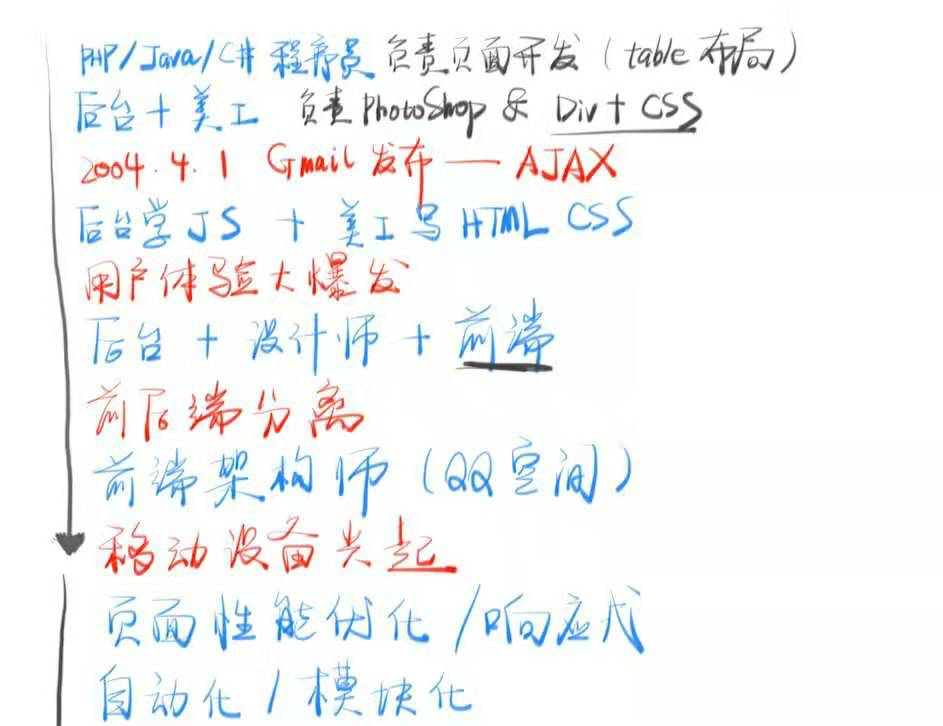 PHP/Java/C# 程序员 负责页面开发（table 布局）
后台 + 美工 负责 PhotoShop & Div + CSS
2004.4.1 Gmail 发布 —— AJAX
后台学 JS + 美工写 HTML CSS
用户体验大爆发
后台 + 设计师 + 前端
前后端分离
前端架构师（QQ空间）
移动设备兴起
页面性能优化 / 响应式
自动化 / 模块化